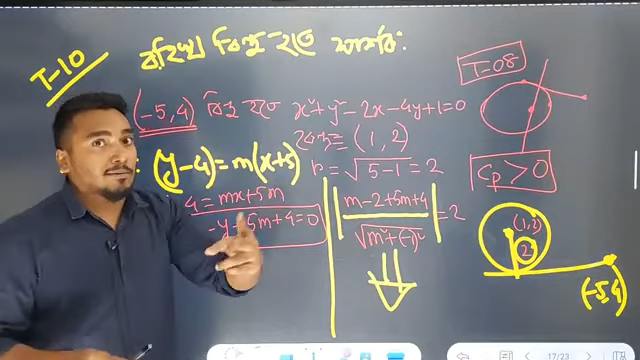 T-10
বহিঃস্থ বিন্দু হতে স্পর্শক:
(-5,4) বিন্দু হতে x²+y²-2x-4y+1=0
(1,2)
r = √5-1 = 2
(y-4)=m(x+5)
4 = mx+5m
-y+5m+4=0
|m-2+5m+4| / √m²+(-1)² = 2
T-08
CP > 0
(1,2)
2
(-5,4)
17/23